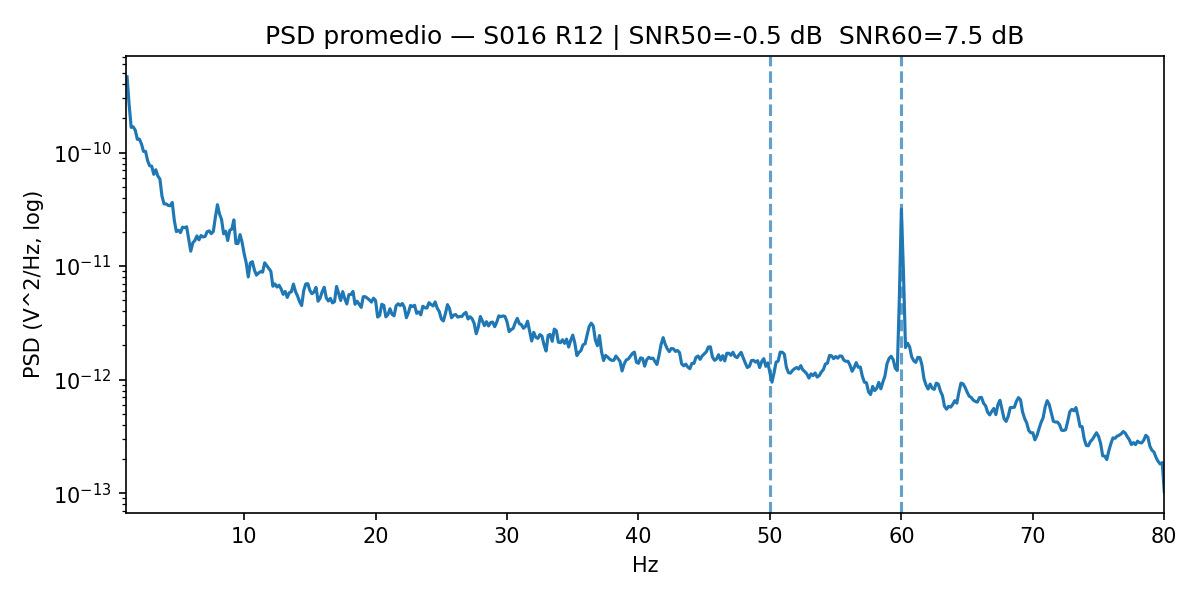 PSD promedio — S016 R12 | SNR50=-0.5 dB  SNR60=7.5 dB
PSD (V^2/Hz, log)
10⁻¹⁰
10⁻¹¹
10⁻¹²
10⁻¹³
10 20 30 40 50 60 70 80
Hz